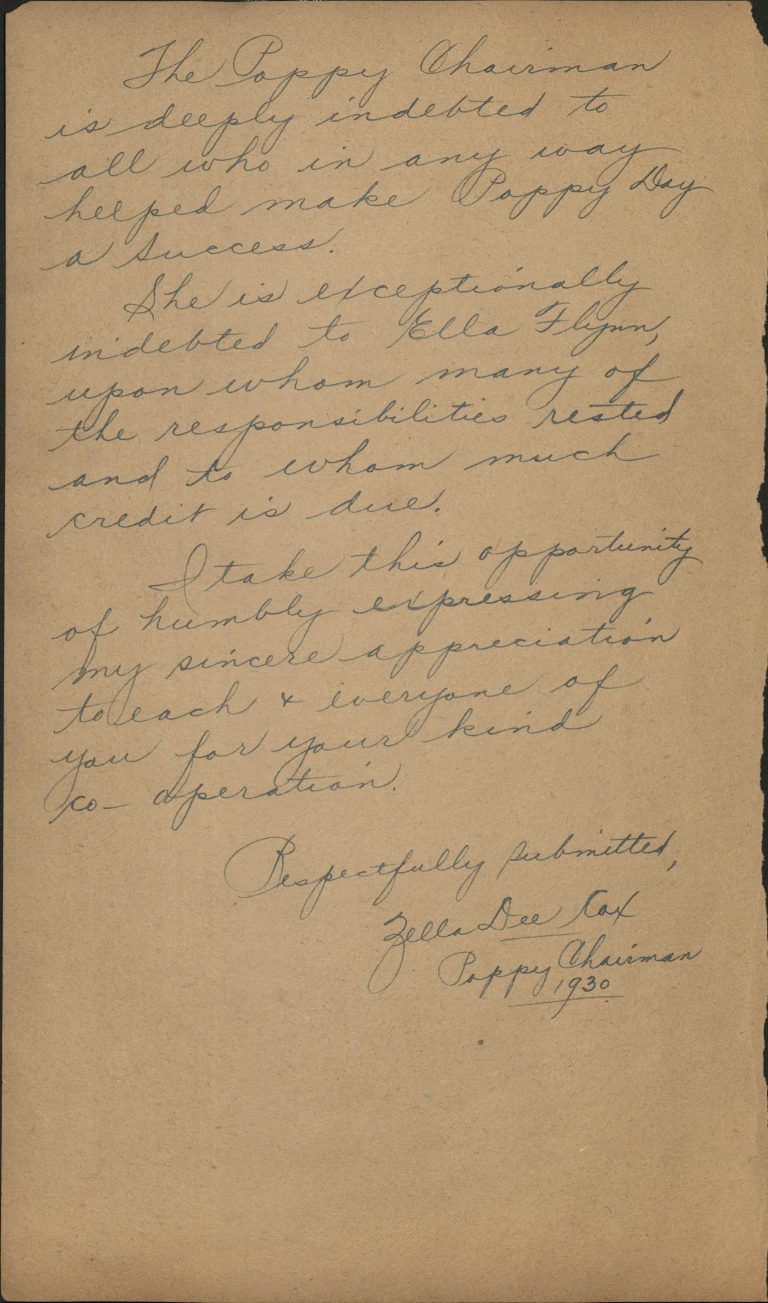 The Poppy Chairman
is deeply indebted to
all who in any way
helped make Poppy Day
a success.
She is exceptionally
indebted to Ella Flynn,
upon whom many of
the responsibilities rested
and to whom much
credit is due.
I take this opportunity
of humbly expressing
my sincere appreciation
to each & everyone of
you for your kind
co-operation.
Respectfully submitted,
Zella Dee Cox
Poppy Chairman
1930